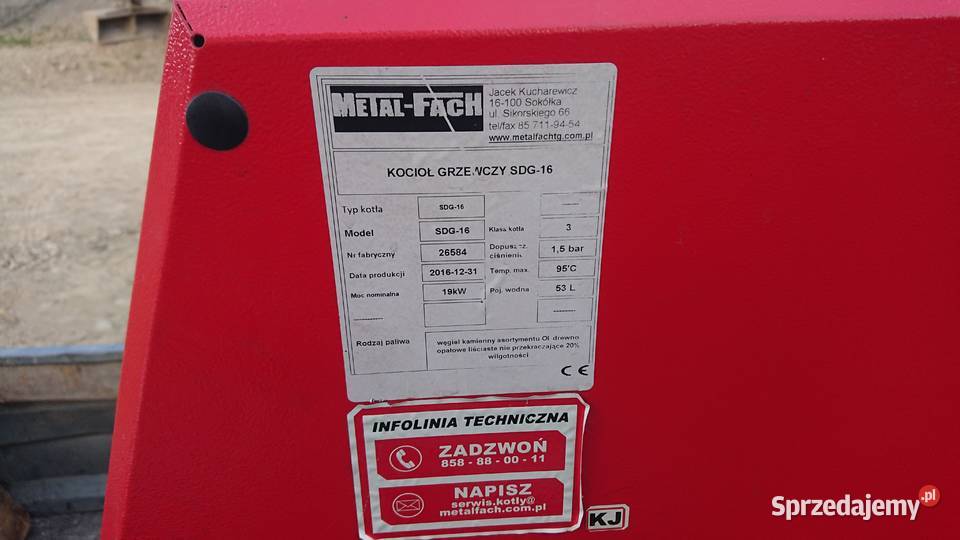 METAL-FACH
Jacek Kucharewicz
16-100 Sokółka
ul. Sikorskiego 66
tel/fax 85 711-94-54
www.metalfachtg.com.pl
KOCIOŁ GRZEWCZY SDG-16
Typ kotła SDG-16 -----
Model SDG-16 Klasa kotła 3
Nr fabryczny 26584 Dopuszcz. ciśnienie 1,5 bar
Data produkcji 2016-12-31 Temp. max. 95'C
Moc nominalna 19kW Poj. wodna 53 L
---------- --------
Rodzaj paliwa
węgiel kamienny asortymentu OI drewno
opałowe liściaste nie przekraczające 20%
wilgotności
CE
INFOLINIA TECHNICZNA
ZADZWOŃ
858 - 88 - 00 - 11
NAPISZ
serwis.kotly@
metalfach.com.pl
KJ
Sprzedajemy.pl